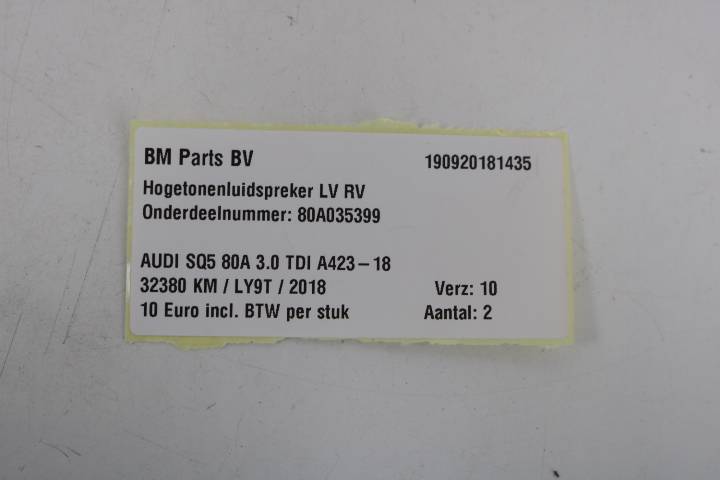 BM Parts BV 190920181435
Hogetonenluidspreker LV RV
Onderdeelnummer: 80A035399
AUDI SQ5 80A 3.0 TDI A423-18
32380 KM / LY9T / 2018 Verz: 10
10 Euro incl. BTW per stuk Aantal: 2